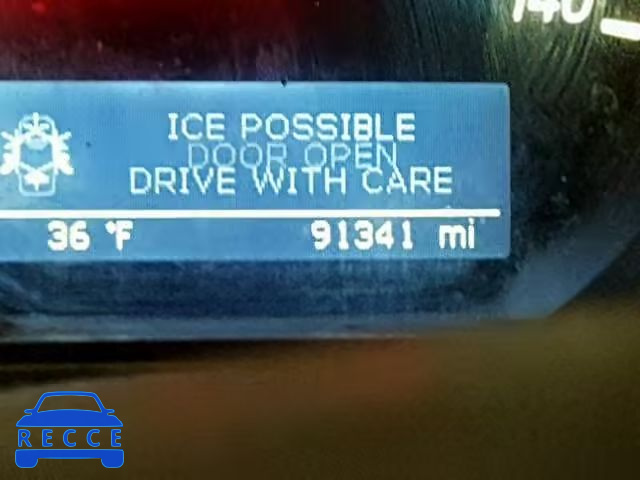 140
ICE POSSIBLE
DOOR OPEN
DRIVE WITH CARE
36 °F 91341 mi
RECCE